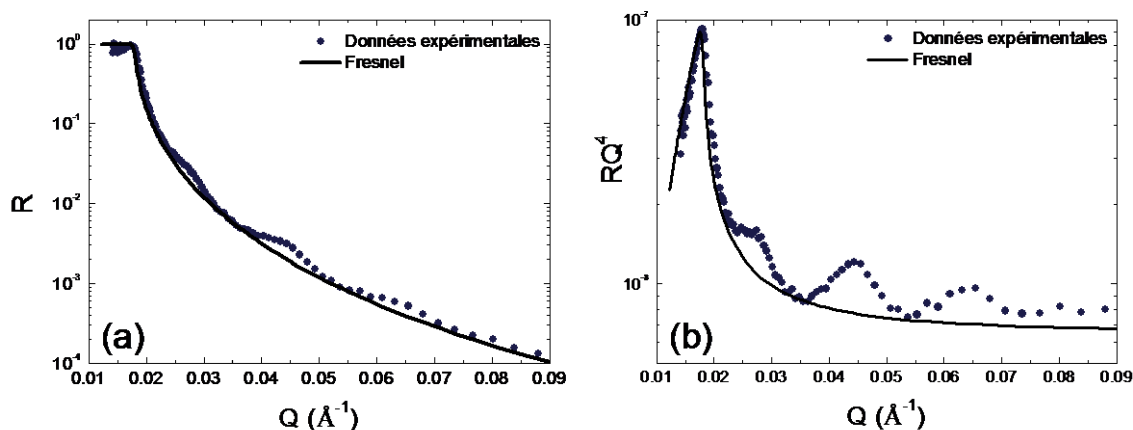 10⁰
10⁻¹
10⁻²
10⁻³
10⁻⁴
R
Données expérimentales
Fresnel
(a)
0.01 0.02 0.03 0.04 0.05 0.06 0.07 0.08 0.09
Q (Å⁻¹)
10⁻⁷
10⁻⁸
RQ⁴
Données expérimentales
Fresnel
(b)
0.01 0.02 0.03 0.04 0.05 0.06 0.07 0.08 0.09
Q (Å⁻¹)